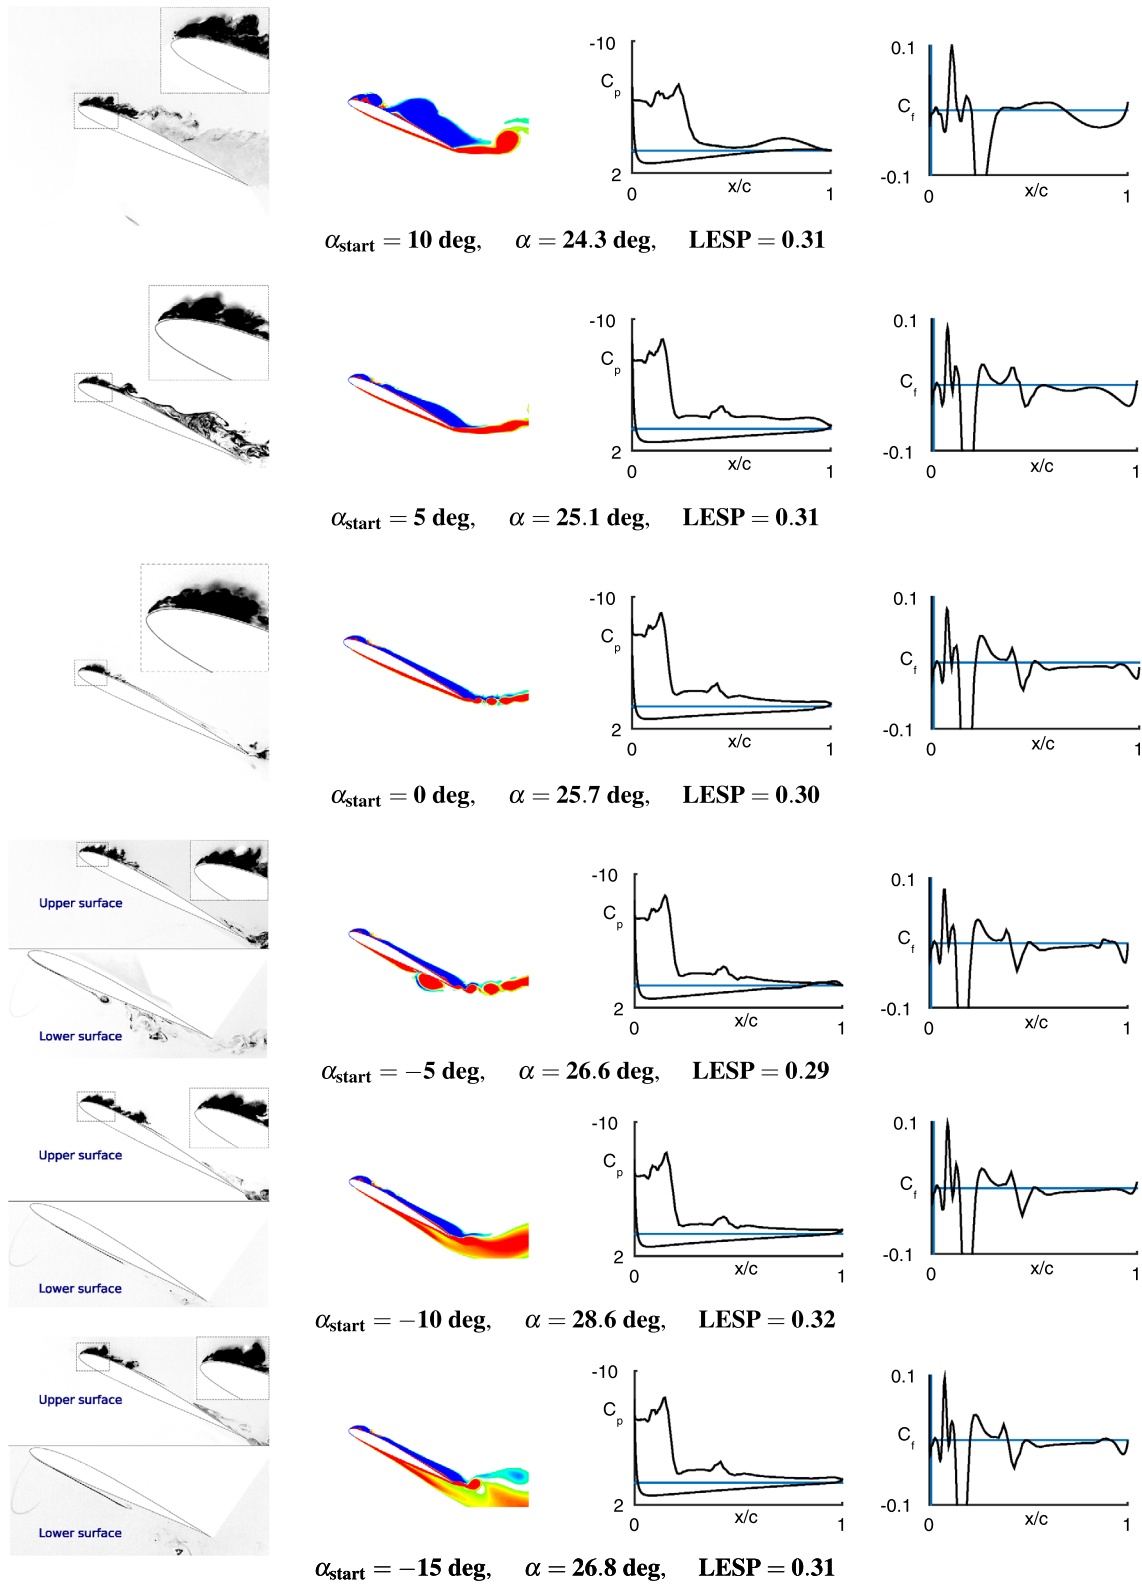 -10
C_p
2
0
x/c
1
0.1
C_f
-0.1
0
x/c
1
α_start = 10 deg, α = 24.3 deg, LESP = 0.31
-10
C_p
2
0
x/c
1
0.1
C_f
-0.1
0
x/c
1
α_start = 5 deg, α = 25.1 deg, LESP = 0.31
-10
C_p
2
0
x/c
1
0.1
C_f
-0.1
0
x/c
1
α_start = 0 deg, α = 25.7 deg, LESP = 0.30
Upper surface
Lower surface
-10
C_p
2
0
x/c
1
0.1
C_f
-0.1
0
x/c
1
α_start = −5 deg, α = 26.6 deg, LESP = 0.29
Upper surface
Lower surface
-10
C_p
2
0
x/c
1
0.1
C_f
-0.1
0
x/c
1
α_start = −10 deg, α = 28.6 deg, LESP = 0.32
Upper surface
Lower surface
-10
C_p
2
0
x/c
1
0.1
C_f
-0.1
0
x/c
1
α_start = −15 deg, α = 26.8 deg, LESP = 0.31